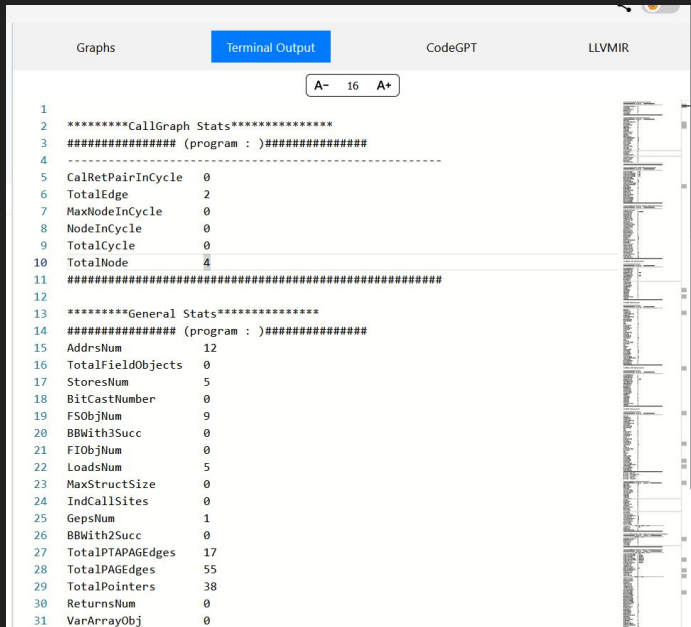 Graphs Terminal Output CodeGPT LLVMIR
A- 16 A+
1
2 *********CallGraph Stats***************
3 ################ (program : )###############
4 -------------------------------------------------------
5 CalRetPairInCycle 0
6 TotalEdge 2
7 MaxNodeInCycle 0
8 NodeInCycle 0
9 TotalCycle 0
10 TotalNode 4
11 #######################################################
12
13 *********General Stats***************
14 ################ (program : )###############
15 AddrsNum 12
16 TotalFieldObjects 0
17 StoresNum 5
18 BitCastNumber 0
19 FSObjNum 9
20 BBWith3Succ 0
21 FIObjNum 0
22 LoadsNum 5
23 MaxStructSize 0
24 IndCallSites 0
25 GepsNum 1
26 BBWith2Succ 0
27 TotalPTAPAGEdges 17
28 TotalPAGEdges 55
29 TotalPointers 38
30 ReturnsNum 0
31 VarArrayObj 0